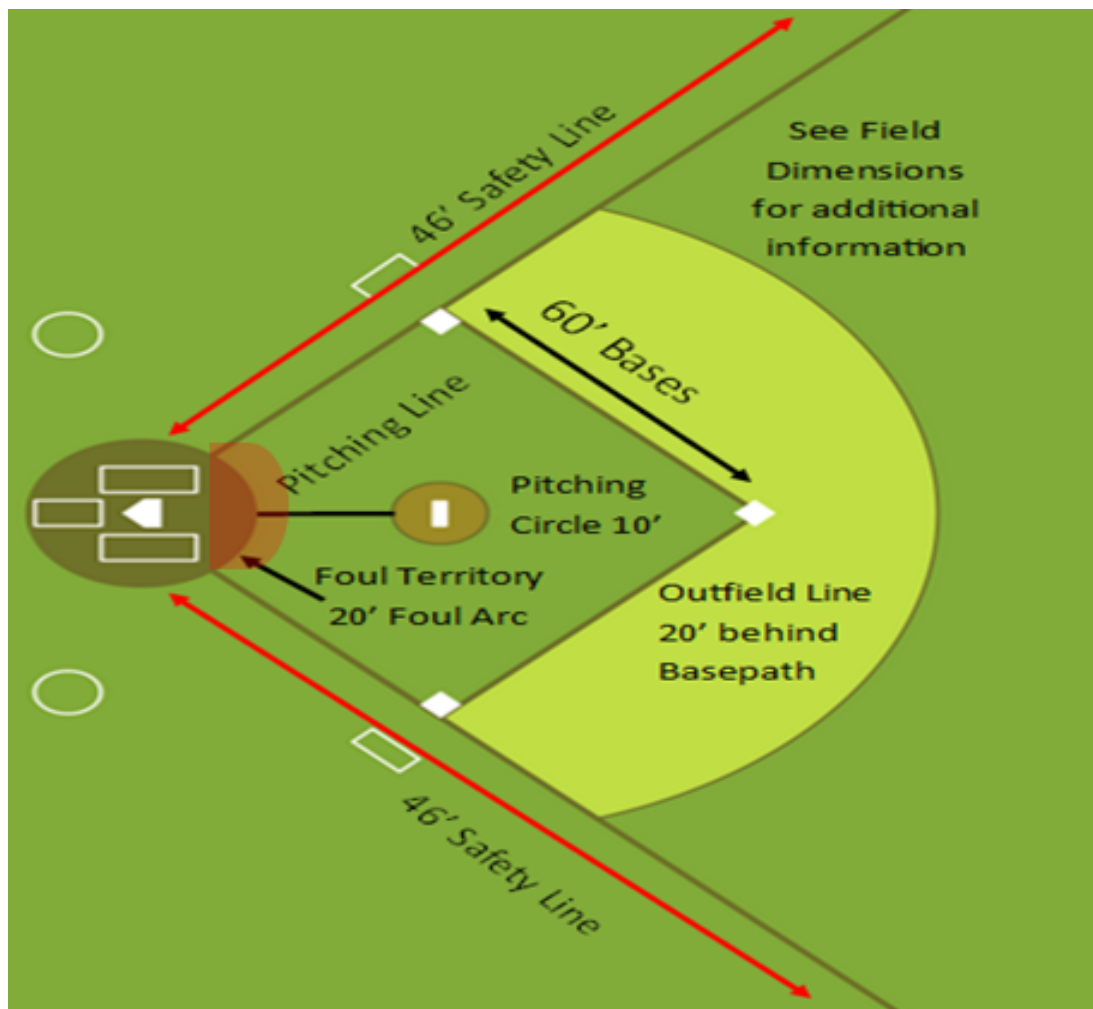 46’ Safety Line
See Field
Dimensions
for additional
information
60’ Bases
Pitching Line
Pitching
Circle 10’
Foul Territory
20’ Foul Arc
Outfield Line
20’ behind
Basepath
46’ Safety Line